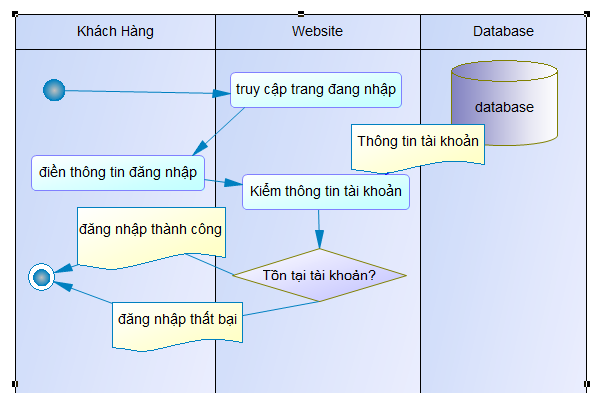 Khách Hàng
Website
Database
truy cập trang đang nhập
database
Thông tin tài khoản
điền thông tin đăng nhập
Kiểm thông tin tài khoản
đăng nhập thành công
Tồn tại tài khoản?
đăng nhập thất bại